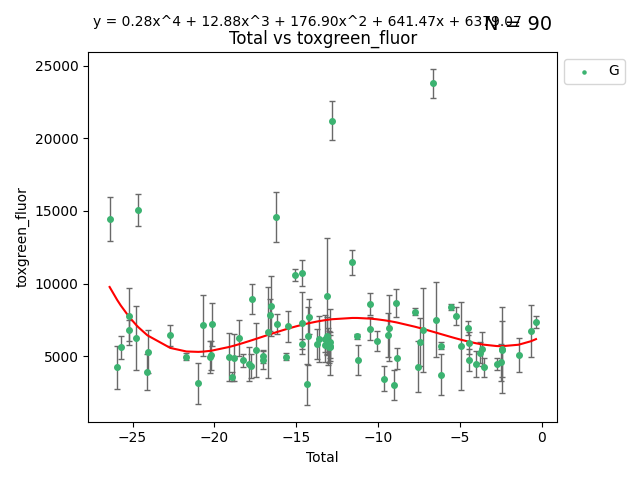 y = 0.28x^4 + 12.88x^3 + 176.90x^2 + 641.47x + 6379.07
N = 90
Total vs toxgreen_fluor
G
25000
20000
15000
10000
5000
toxgreen_fluor
−25
−20
−15
−10
−5
0
Total